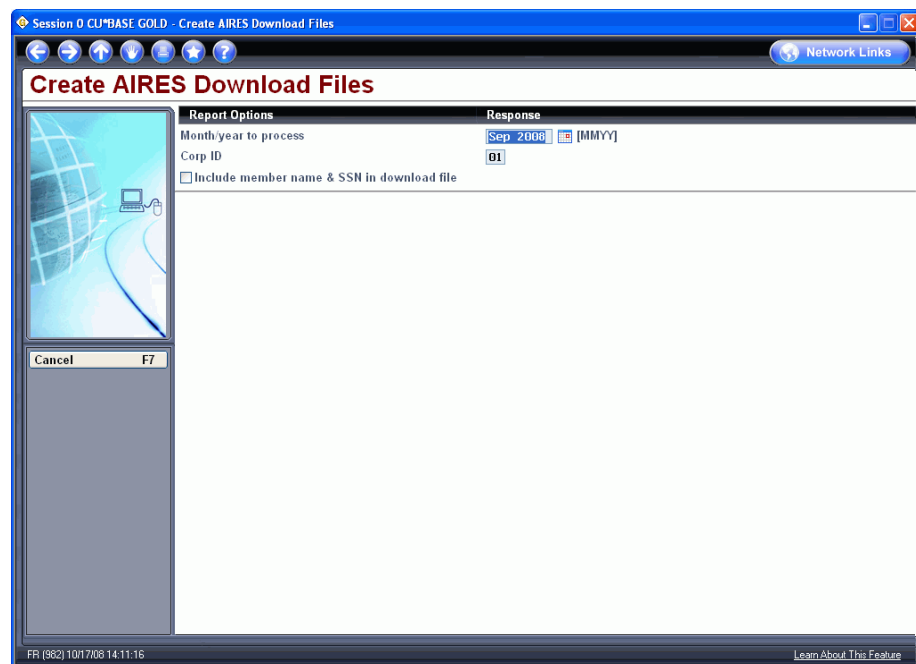 Session 0 CU*BASE GOLD - Create AIRES Download Files
Network Links
Create AIRES Download Files
Report Options Response
Month/year to process Sep 2008 [MMYY]
Corp ID 01
Include member name & SSN in download file
Cancel F7
FR (982) 10/17/08 14:11:16 Learn About This Feature